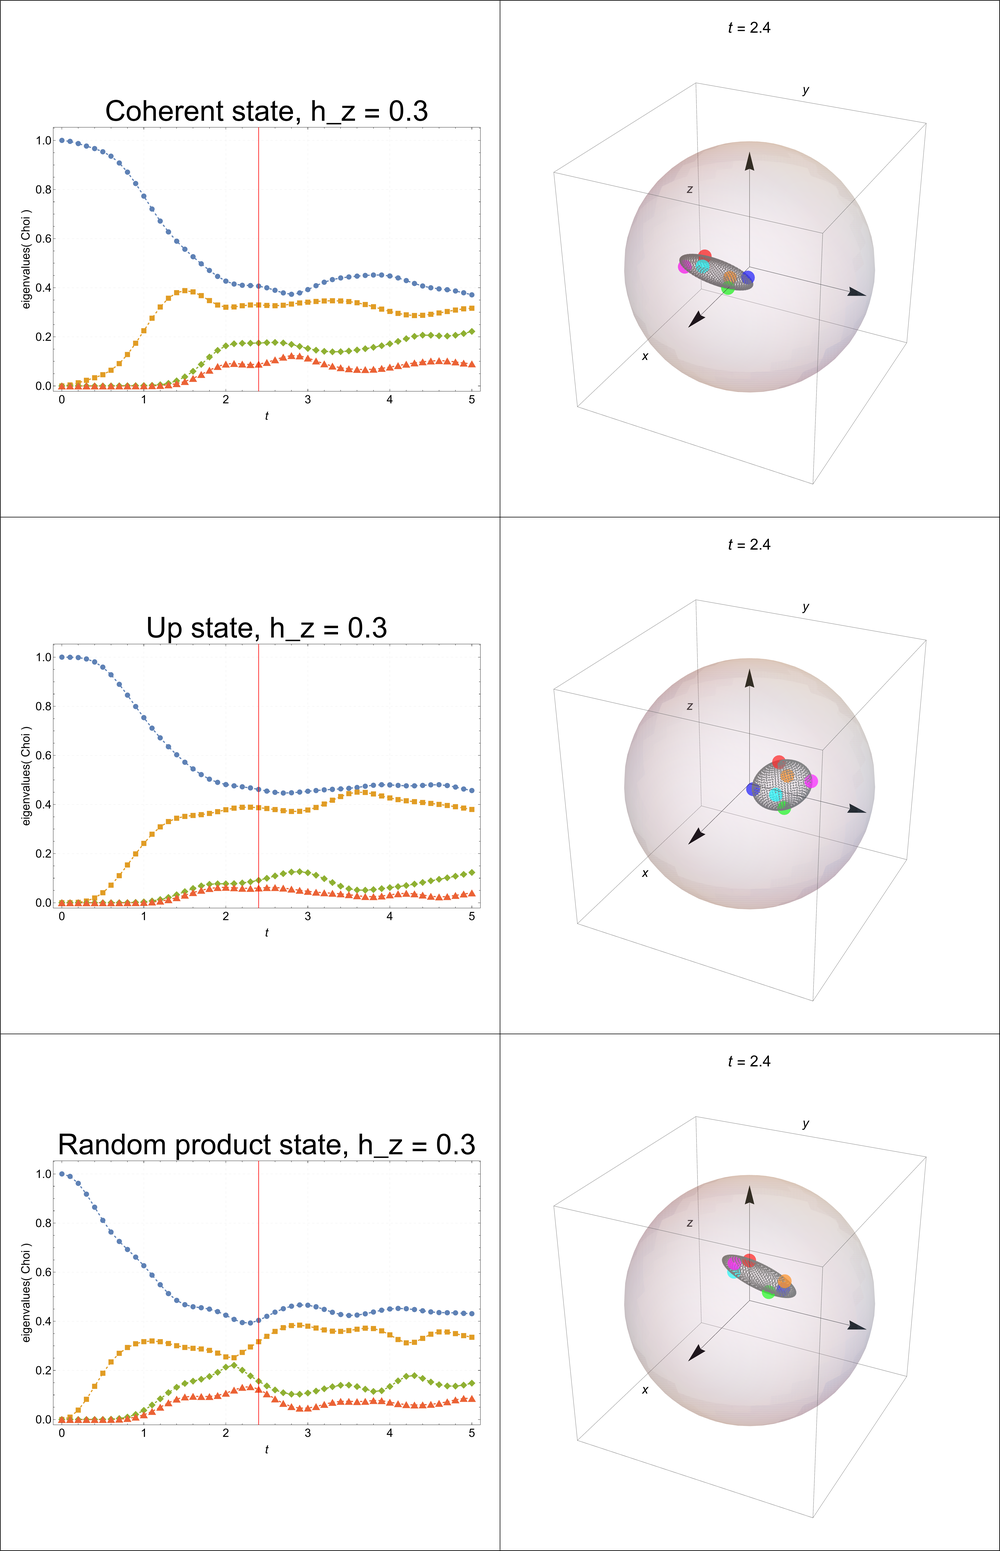 t = 2.4
Coherent state, h_z = 0.3
eigenvalues( Choi )
1.0
0.8
0.6
0.4
0.2
0.0
0 1 2 3 4 5
t
y
z
x
t = 2.4
Up state, h_z = 0.3
eigenvalues( Choi )
1.0
0.8
0.6
0.4
0.2
0.0
0 1 2 3 4 5
t
y
z
x
t = 2.4
Random product state, h_z = 0.3
eigenvalues( Choi )
1.0
0.8
0.6
0.4
0.2
0.0
0 1 2 3 4 5
t
y
z
x